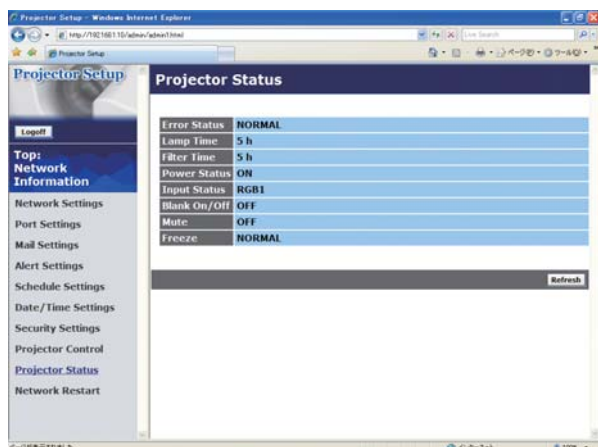 Projector Setup - Windows Internet Explorer
Live Search
Projector Setup
Projector Setup
Logoff
Top:
Network
Information
Network Settings
Port Settings
Mail Settings
Alert Settings
Schedule Settings
Date/Time Settings
Security Settings
Projector Control
Projector Status
Network Restart
Projector Status
Error Status NORMAL
Lamp Time 5 h
Filter Time 5 h
Power Status ON
Input Status RGB1
Blank On/Off OFF
Mute OFF
Freeze NORMAL
Refresh